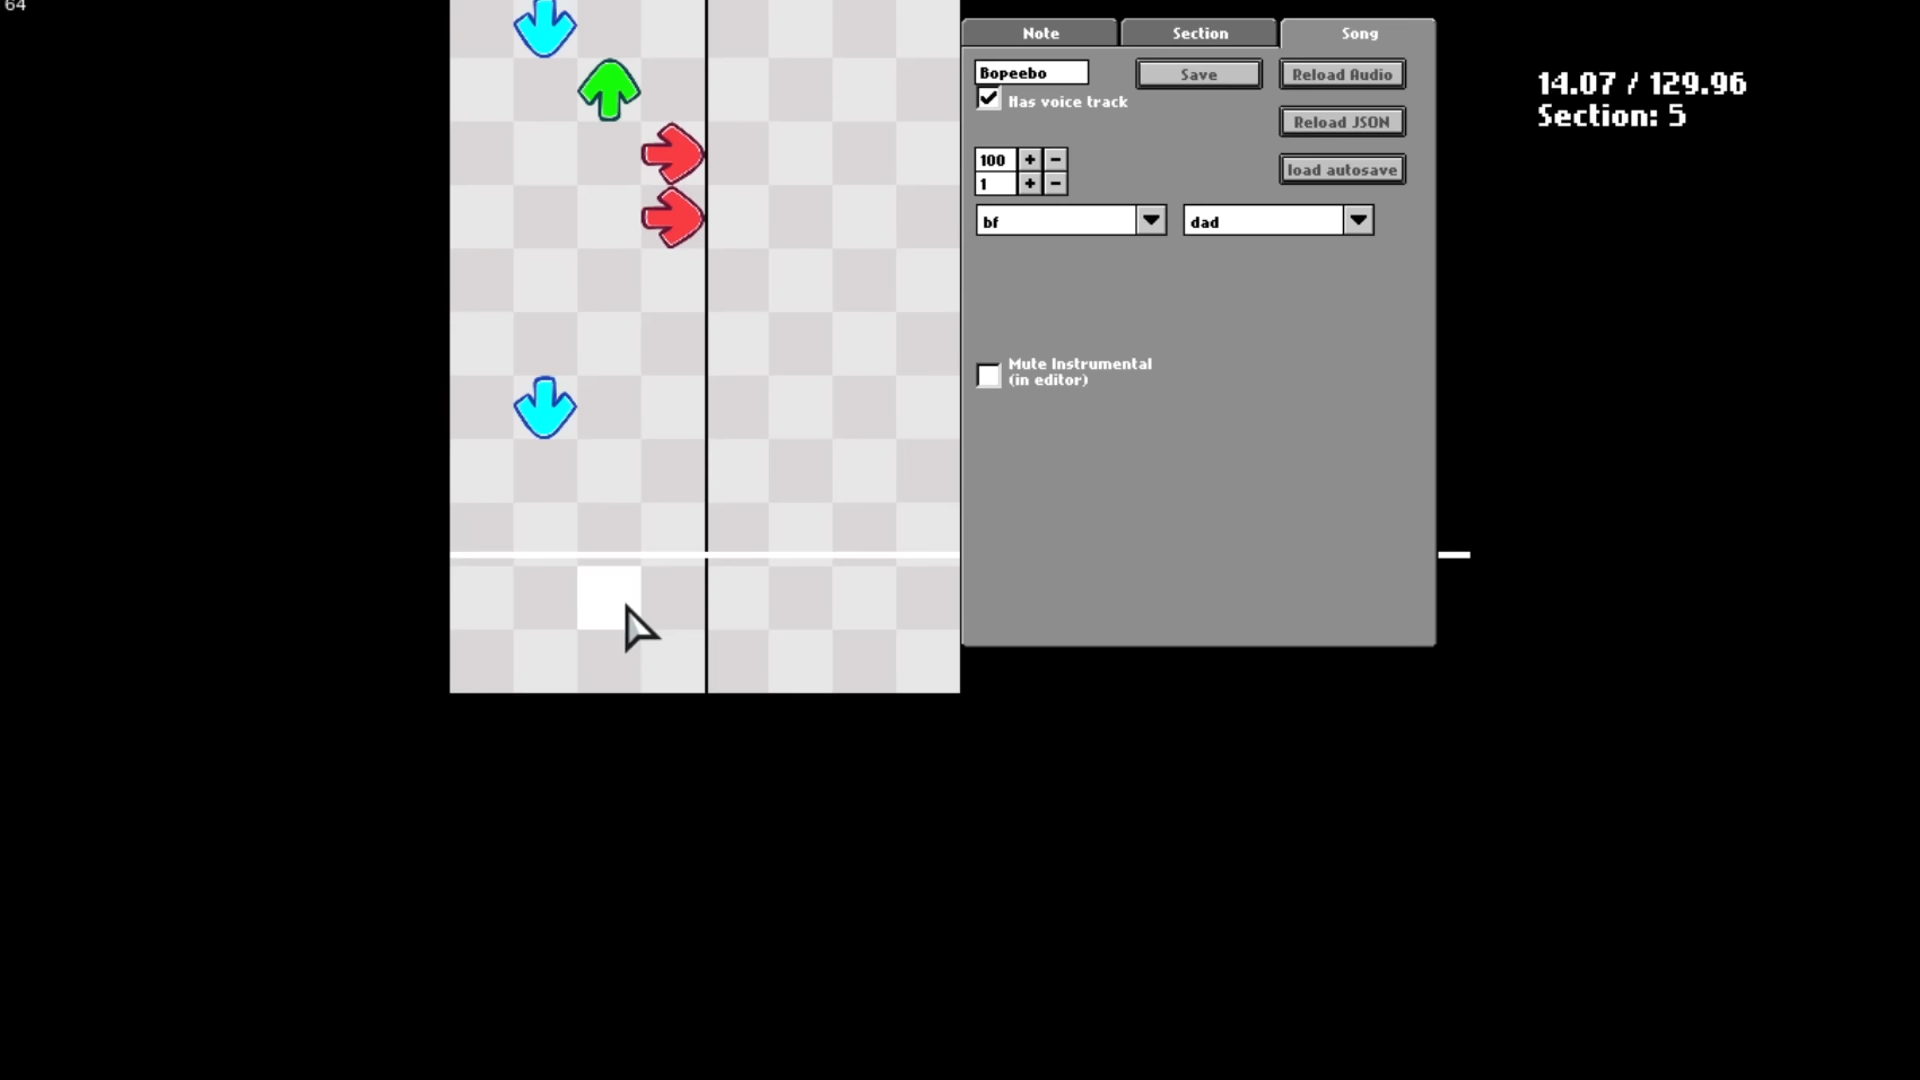 64
Note Section Song
Bopeebo Save Reload Audio
Has voice track
Reload JSON
100 + -
load autosave
1 + -
bf dad
Mute Instrumental
(in editor)
14.07 / 129.96
Section: 5